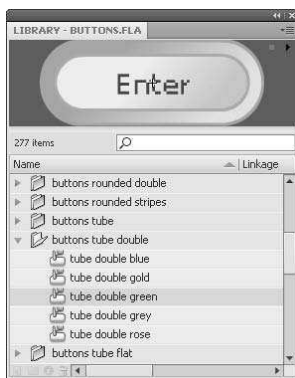 LIBRARY - BUTTONS.FLA
Enter
277 items
Name Linkage
buttons rounded double
buttons rounded stripes
buttons tube
buttons tube double
tube double blue
tube double gold
tube double green
tube double grey
tube double rose
buttons tube flat